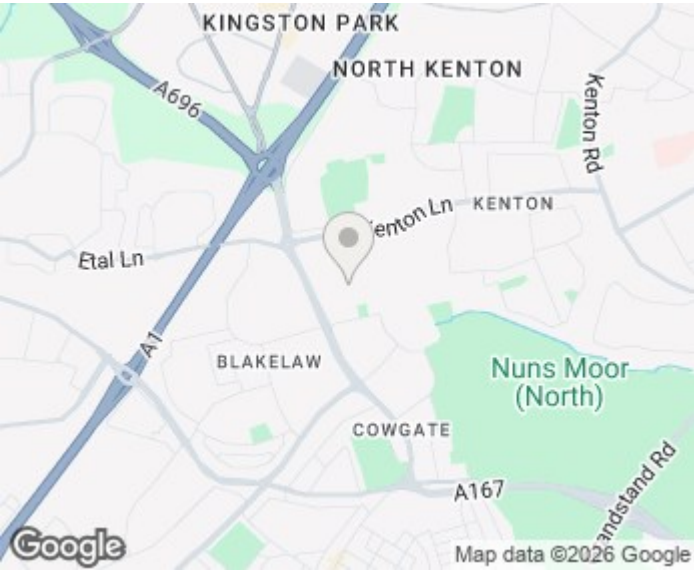 KINGSTON PARK
NORTH KENTON
A696
Kenton Rd
Kenton Ln
KENTON
Etal Ln
A1
BLAKELAW
Nuns Moor
(North)
COWGATE
A167
andstand Rd
Google
Map data ©2026 Google